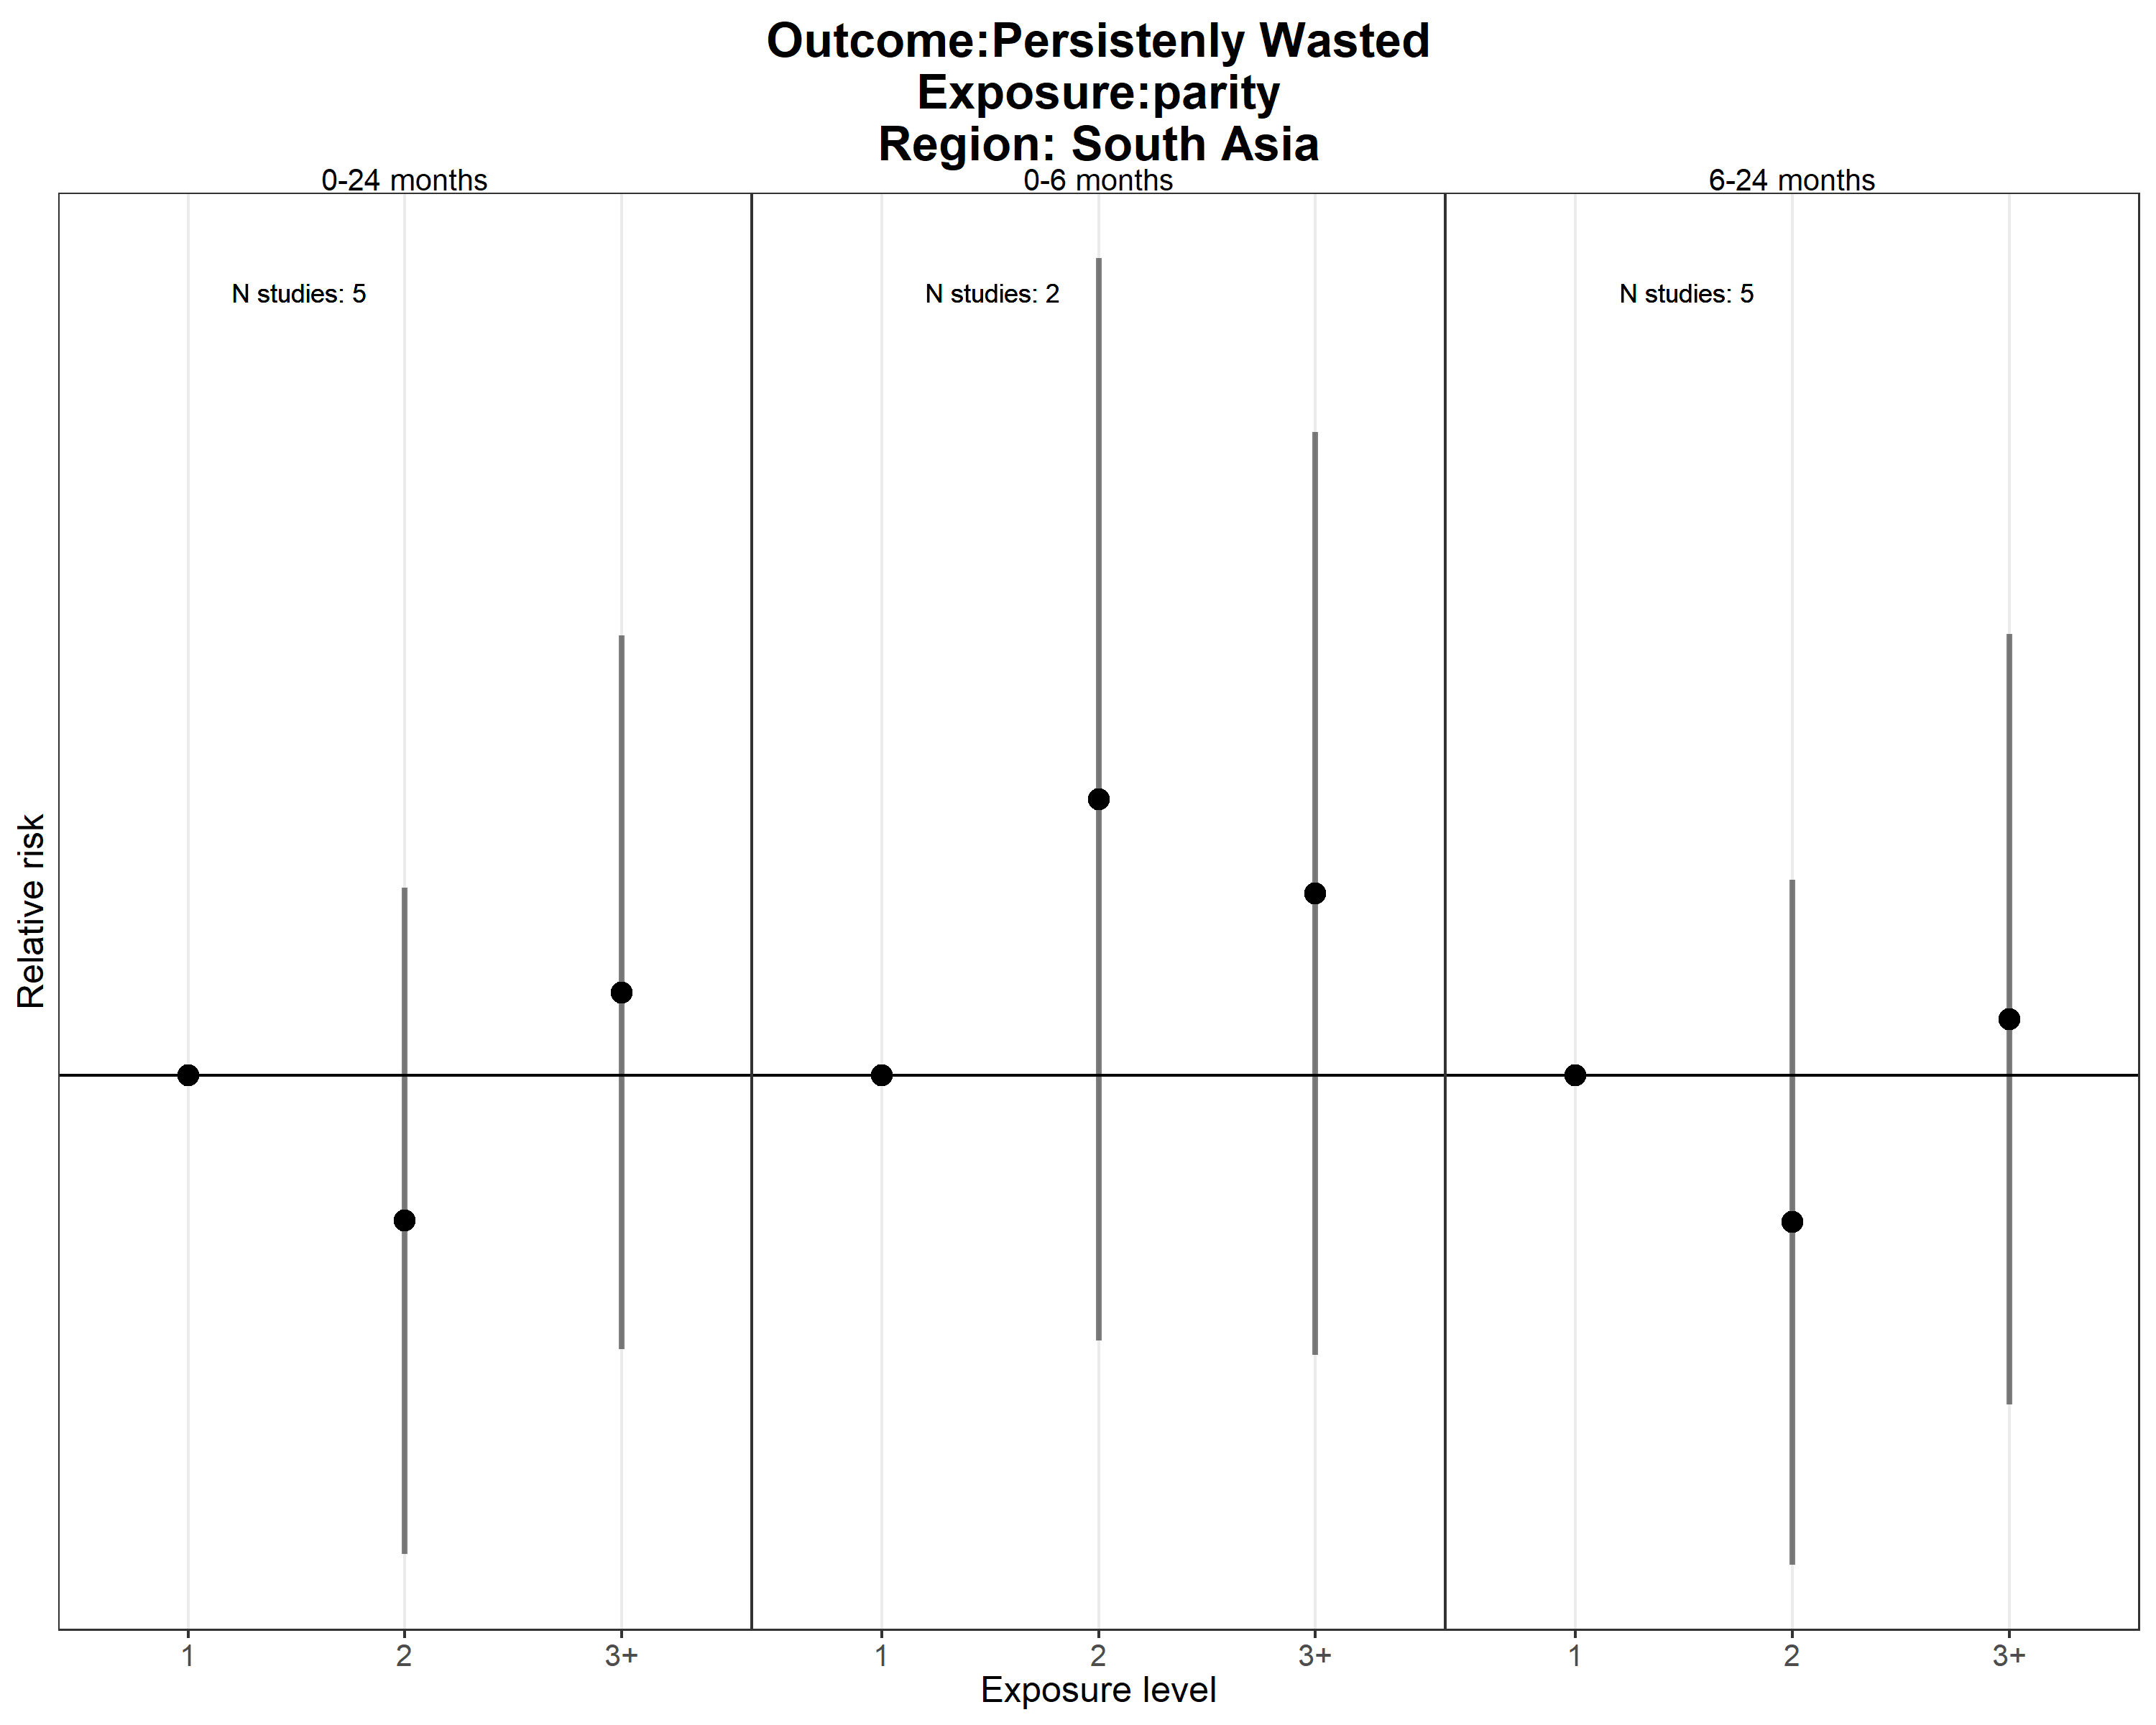 Outcome:Persistenly Wasted
Exposure:parity
Region: South Asia
0-24 months
0-6 months
6-24 months
N studies: 5
N studies: 2
N studies: 5
Relative risk
1 2 3+ 1 2 3+ 1 2 3+
Exposure level